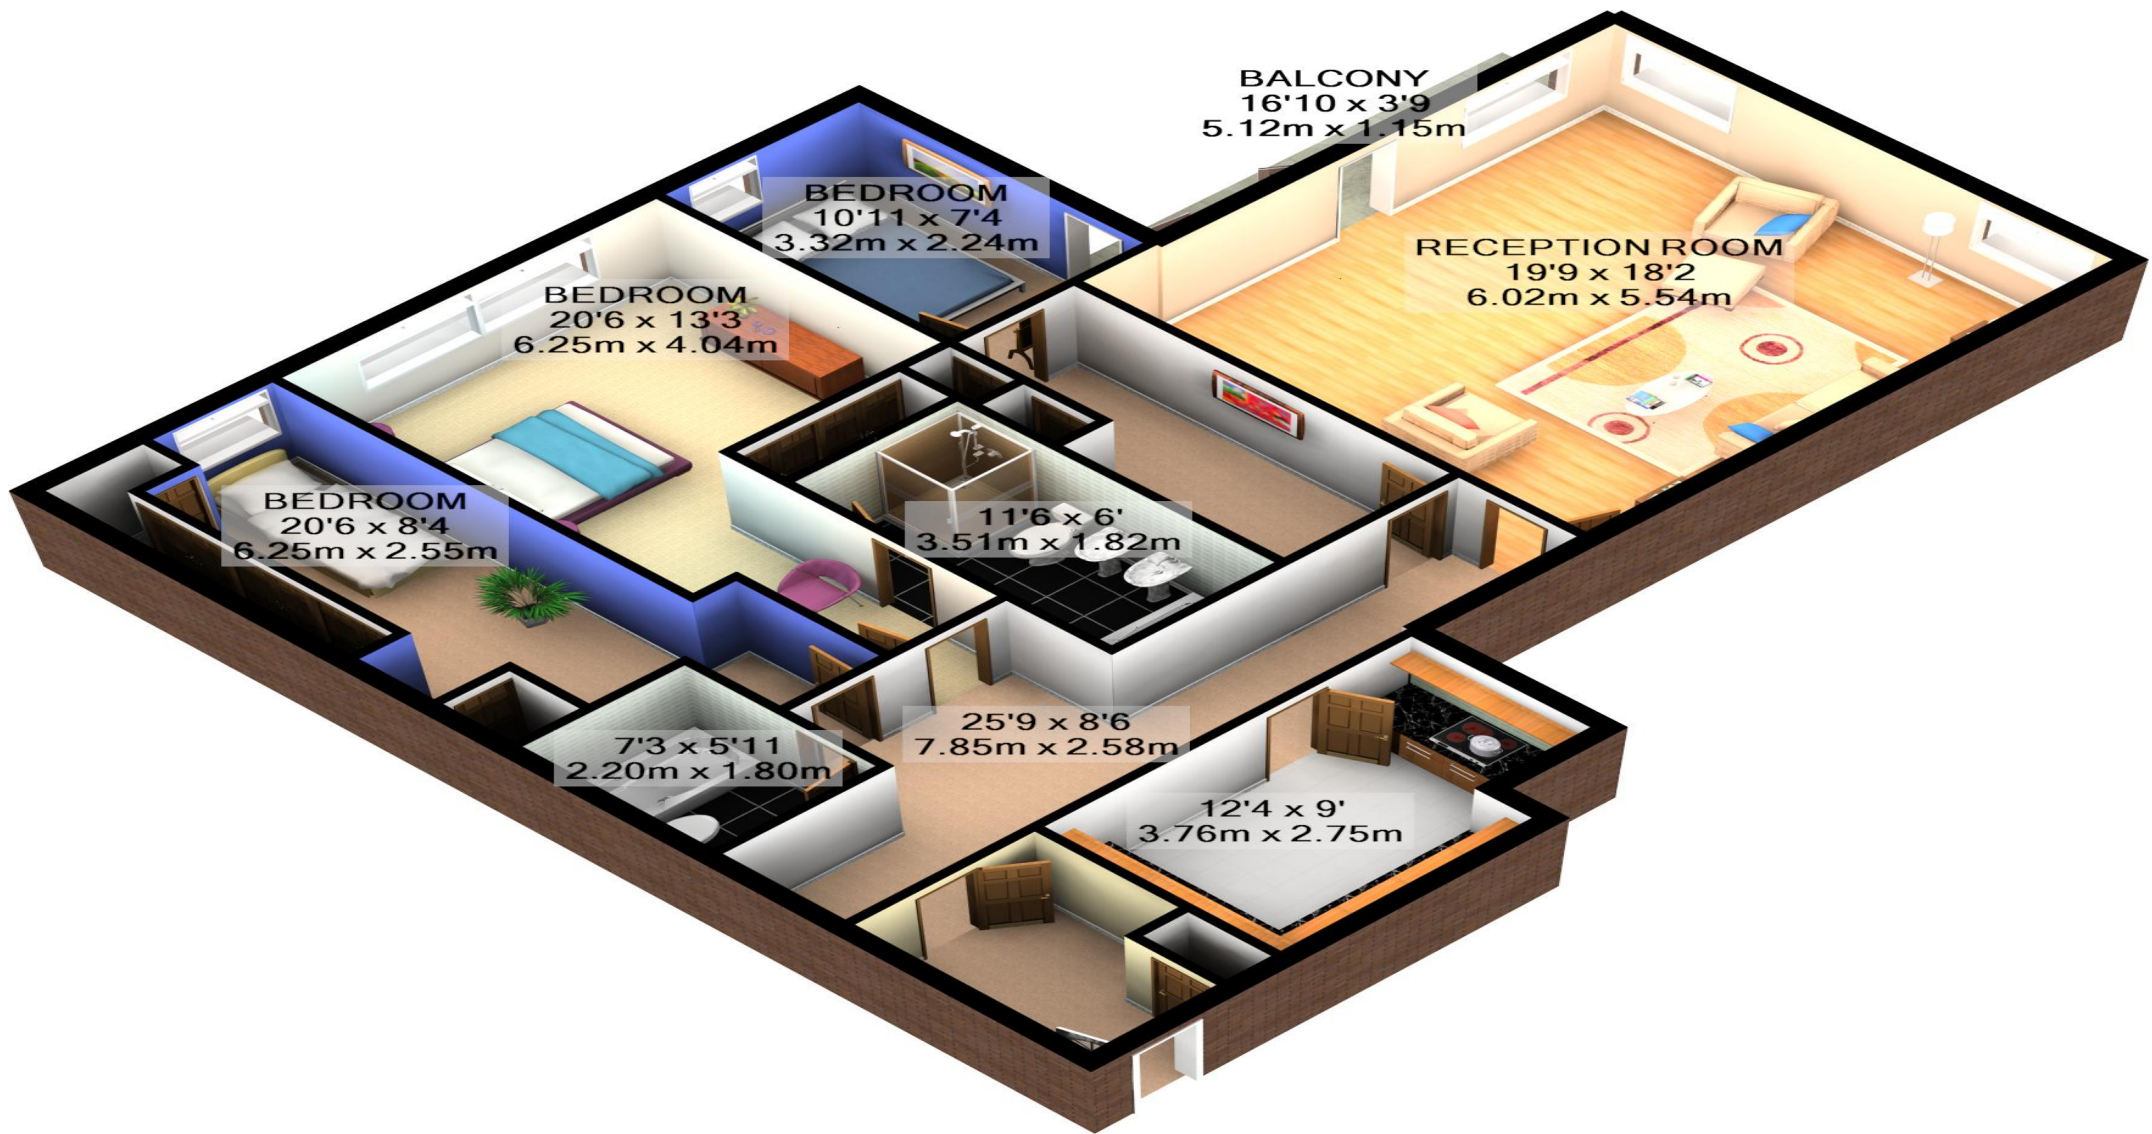 BALCONY
16'10 x 3'9
5.12m x 1.15m
BEDROOM
10'11 x 7'4
3.32m x 2.24m
RECEPTION ROOM
19'9 x 18'2
6.02m x 5.54m
BEDROOM
20'6 x 13'3
6.25m x 4.04m
BEDROOM
20'6 x 8'4
6.25m x 2.55m
11'6 x 6'
3.51m x 1.82m
25'9 x 8'6
7.85m x 2.58m
7'3 x 5'11
2.20m x 1.80m
12'4 x 9'
3.76m x 2.75m